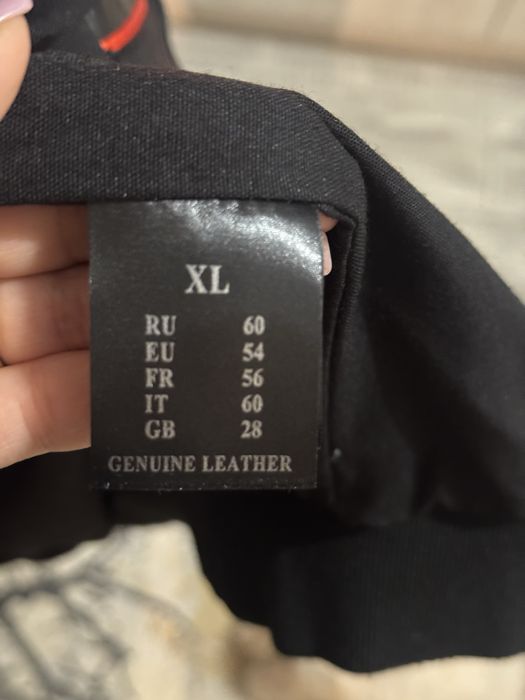 XL
RU 60
EU 54
FR 56
IT 60
GB 28
GENUINE LEATHER